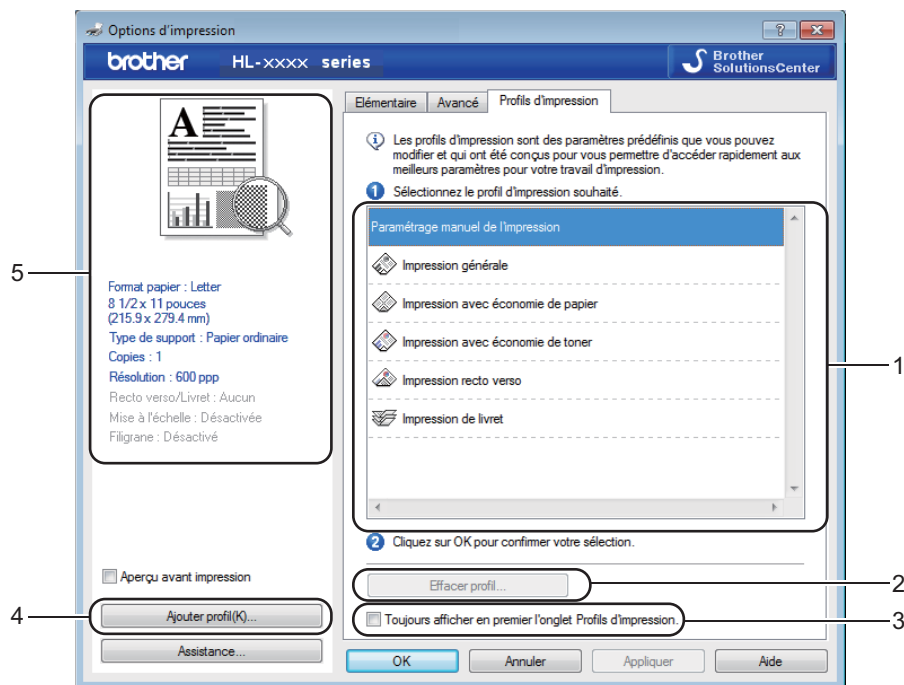 Options d'impression
brother HL-xxxx series
Brother
SolutionsCenter
A
Format papier : Letter
8 1/2 x 11 pouces
(215.9 x 279.4 mm)
Type de support : Papier ordinaire
Copies : 1
Résolution : 600 ppp
Recto verso/Livret : Aucun
Mise à l'échelle : Désactivée
Filigrane : Désactivé
Aperçu avant impression
Ajouter profil(K)...
Assistance...
Elémentaire Avancé Profils d'impression
Les profils d'impression sont des paramètres prédéfinis que vous pouvez
modifier et qui ont été conçus pour vous permettre d'accéder rapidement aux
meilleurs paramètres pour votre travail d'impression.
1 Sélectionnez le profil d'impression souhaité.
Paramétrage manuel de l'impression
Impression générale
Impression avec économie de papier
Impression avec économie de toner
Impression recto verso
Impression de livret
2 Cliquez sur OK pour confirmer votre sélection.
Effacer profil...
Toujours afficher en premier l'onglet Profils d'impression.
OK Annuler Appliquer Aide
5
4
1
2
3